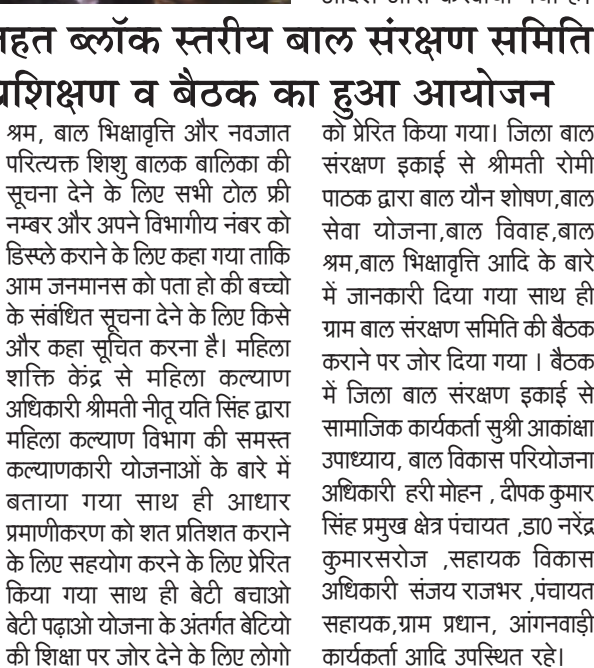 ब्लॉक स्तरीय बाल संरक्षण समिति
प्रशिक्षण व बैठक का हुआ आयोजन
श्रम, बाल भिक्षावृत्ति और नवजात
परित्यक्त शिशु बालक बालिका की
सूचना देने के लिए सभी टोल फ्री
नम्बर और अपने विभागीय नंबर को
डिस्प्ले कराने के लिए कहा गया ताकि
आम जनमानस को पता हो की बच्चो
के संबंधित सूचना देने के लिए किसे
और कहा सूचित करना है। महिला
शक्ति केंद्र से महिला कल्याण
अधिकारी श्रीमती नीतू यति सिंह द्वारा
महिला कल्याण विभाग की समस्त
कल्याणकारी योजनाओं के बारे में
बताया गया साथ ही आधार
प्रमाणीकरण को शत प्रतिशत कराने
के लिए सहयोग करने के लिए प्रेरित
किया गया साथ ही बेटी बचाओ
बेटी पढ़ाओ योजना के अंतर्गत बेटियो
की शिक्षा पर जोर देने के लिए लोगो
को प्रेरित किया गया। जिला बाल
संरक्षण इकाई से श्रीमती रोमी
पाठक द्वारा बाल यौन शोषण,बाल
सेवा योजना,बाल विवाह,बाल
श्रम,बाल भिक्षावृत्ति आदि के बारे
में जानकारी दिया गया साथ ही
ग्राम बाल संरक्षण समिति की बैठक
कराने पर जोर दिया गया । बैठक
में जिला बाल संरक्षण इकाई से
सामाजिक कार्यकर्ता सुश्री आकांक्षा
उपाध्याय, बाल विकास परियोजना
अधिकारी हरी मोहन , दीपक कुमार
सिंह प्रमुख क्षेत्र पंचायत ,डा0 नरेंद्र
कुमारसरोज ,सहायक विकास
अधिकारी संजय राजभर ,पंचायत
सहायक,ग्राम प्रधान, आंगनवाड़ी
कार्यकर्ता आदि उपस्थित रहे।